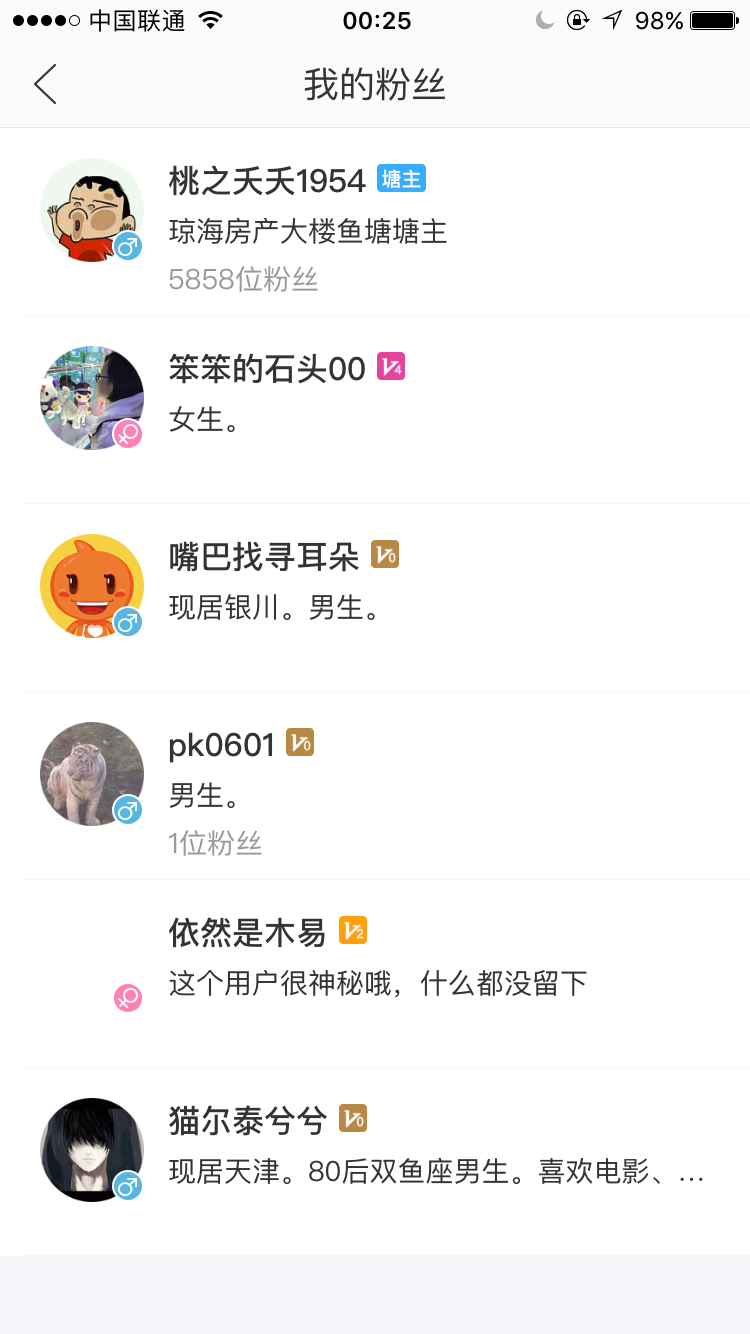 中国联通 00:25 98%
我的粉丝
桃之夭夭1954 塘主
琼海房产大楼鱼塘塘主
5858位粉丝
笨笨的石头00 V4
女生。
嘴巴找寻耳朵 V0
现居银川。男生。
pk0601 V0
男生。
1位粉丝
依然是木易 V2
这个用户很神秘哦，什么都没留下
猫尔泰兮兮 V0
现居天津。80后双鱼座男生。喜欢电影、...